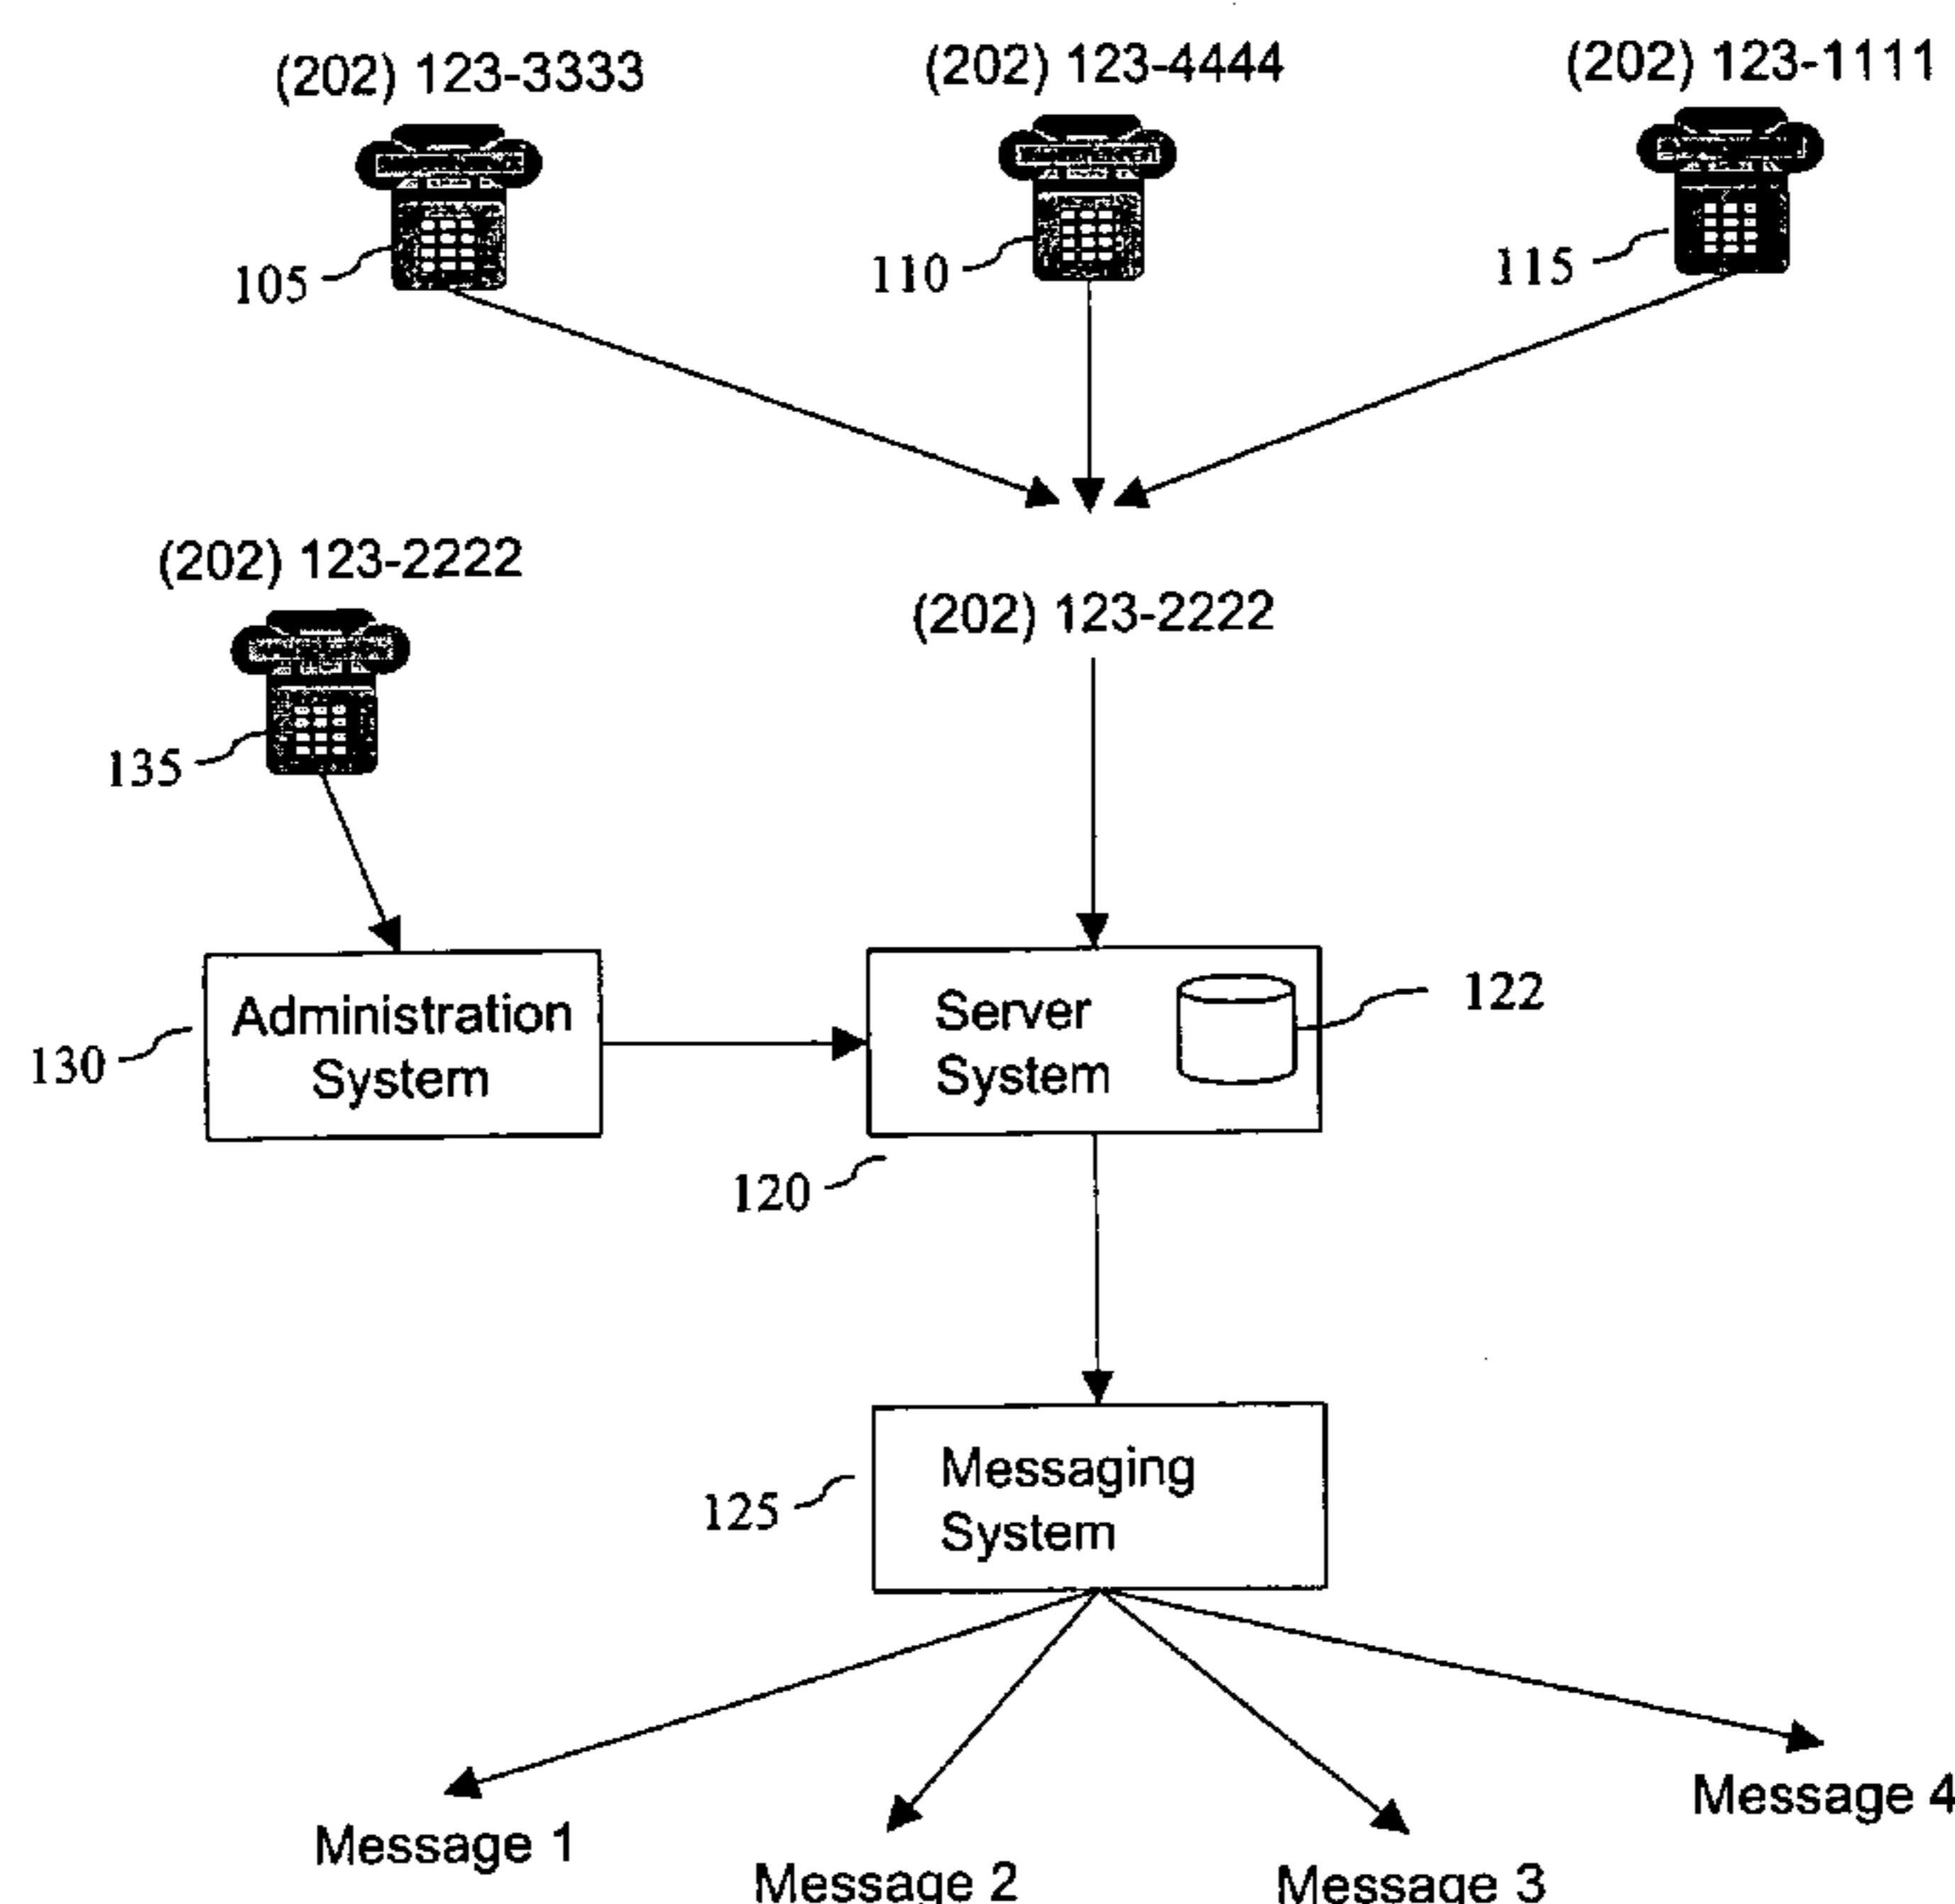 (202) 123-3333
(202) 123-4444
(202) 123-1111
105
110
115
(202) 123-2222
(202) 123-2222
135
Administration
System
Server
System
122
130
120
Messaging
System
125
Message 1
Message 2
Message 3
Message 4